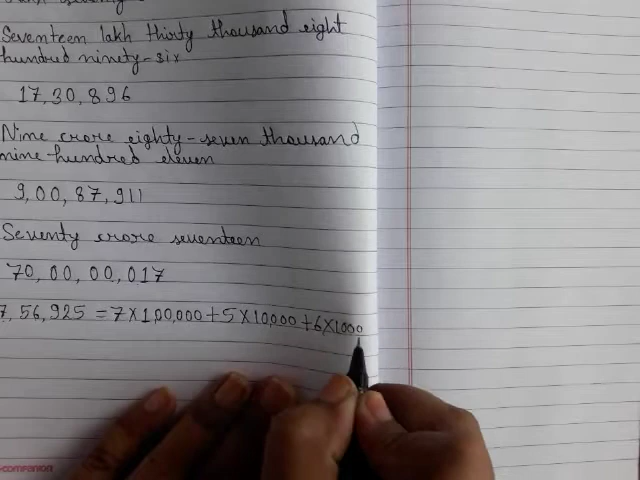 Seventeen lakh thirty thousand eight
hundred ninety-six
17,30,896
Nine crore eighty-seven thousand
nine hundred eleven
9,00,87,911
Seventy crore seventeen
70,00,00,017
7,56,925 = 7×1,00,000+5×10,000+6×1000
companion